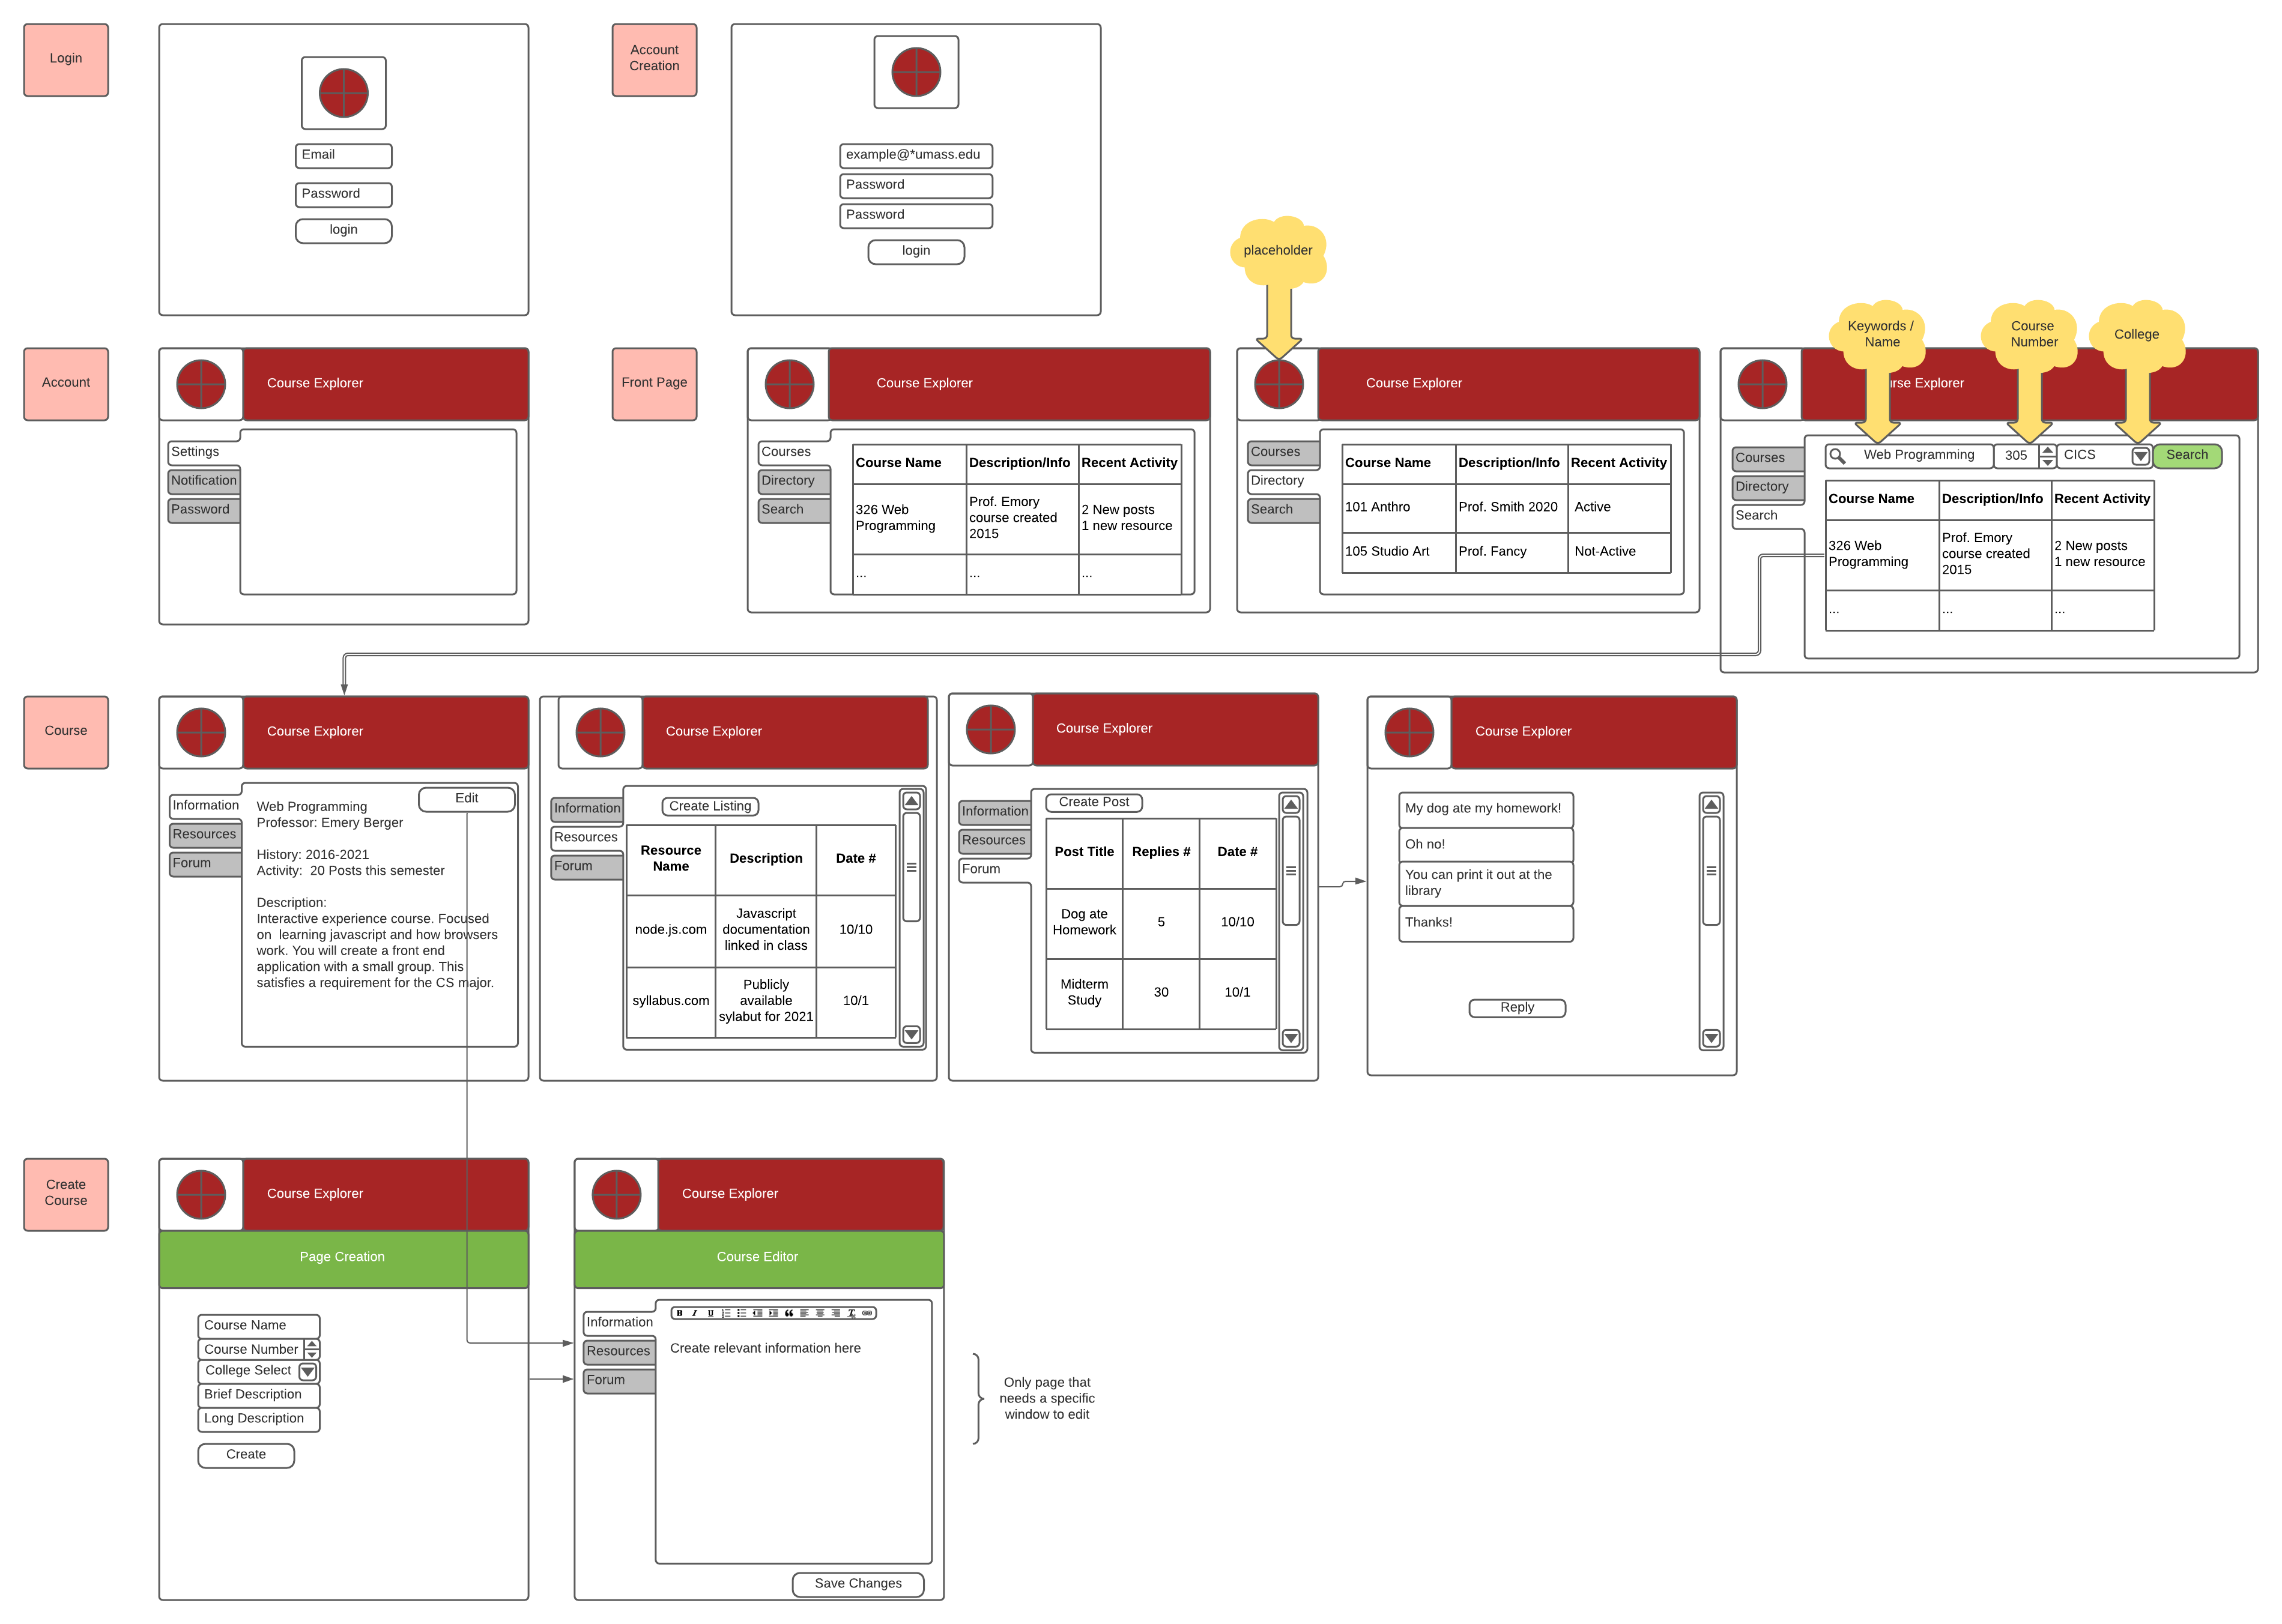 Login
Email
Password
login
Account
Creation
example@*umass.edu
Password
Password
login
placeholder
Keywords /
Name
Course
Number
College
Account
Course Explorer
Settings
Notification
Password
Front Page
Course Explorer
Courses
Directory
Search
Course Name Description/Info Recent Activity
326 Web
Programming
Prof. Emory
course created
2015
2 New posts
1 new resource
... ... ...
Course Explorer
Courses
Directory
Search
Course Name Description/Info Recent Activity
101 Anthro Prof. Smith 2020 Active
105 Studio Art Prof. Fancy Not-Active
rse Explorer
Courses
Directory
Search
Web Programming 305 CICS Search
Course Name Description/Info Recent Activity
326 Web
Programming
Prof. Emory
course created
2015
2 New posts
1 new resource
... ... ...
Course
Course Explorer
Information
Resources
Forum
Edit
Web Programming
Professor: Emery Berger
History: 2016-2021
Activity:  20 Posts this semester
Description:
Interactive experience course. Focused
on  learning javascript and how browsers
work. You will create a front end
application with a small group. This
satisfies a requirement for the CS major.
Course Explorer
Information
Resources
Forum
Create Listing
Resource
Name
Description
Date #
node.js.com
Javascript
documentation
linked in class
10/10
syllabus.com
Publicly
available
sylabut for 2021
10/1
Course Explorer
Information
Resources
Forum
Create Post
Post Title Replies # Date #
Dog ate
Homework
5
10/10
Midterm
Study
30
10/1
Course Explorer
My dog ate my homework!
Oh no!
You can print it out at the
library
Thanks!
Reply
Create
Course
Course Explorer
Page Creation
Course Name
Course Number
College Select
Brief Description
Long Description
Create
Course Explorer
Course Editor
Information
Resources
Forum
B I U
Create relevant information here
Save Changes
Only page that
needs a specific
window to edit